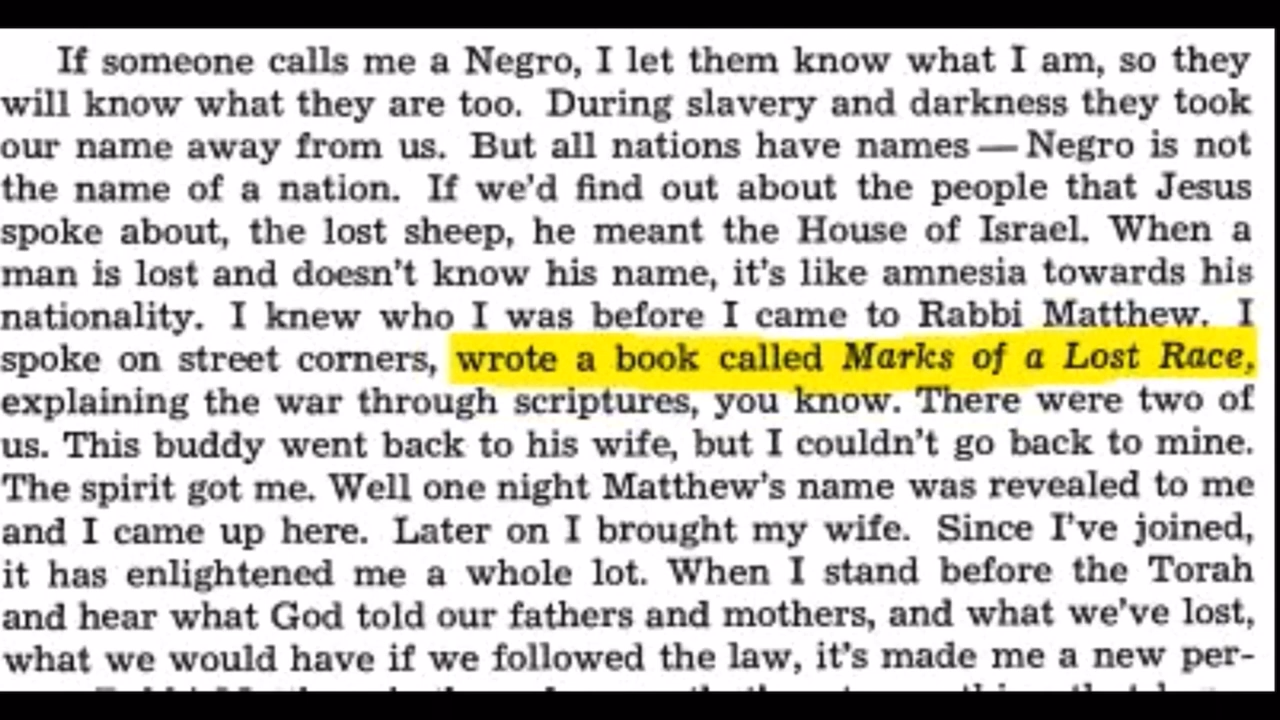 If someone calls me a Negro, I let them know what I am, so they
will know what they are too. During slavery and darkness they took
our name away from us. But all nations have names — Negro is not
the name of a nation. If we'd find out about the people that Jesus
spoke about, the lost sheep, he meant the House of Israel. When a
man is lost and doesn't know his name, it's like amnesia towards his
nationality. I knew who I was before I came to Rabbi Matthew. I
spoke on street corners, wrote a book called Marks of a Lost Race,
explaining the war through scriptures, you know. There were two of
us. This buddy went back to his wife, but I couldn't go back to mine.
The spirit got me. Well one night Matthew's name was revealed to me
and I came up here. Later on I brought my wife. Since I've joined,
it has enlightened me a whole lot. When I stand before the Torah
and hear what God told our fathers and mothers, and what we've lost,
what we would have if we followed the law, it's made me a new per-